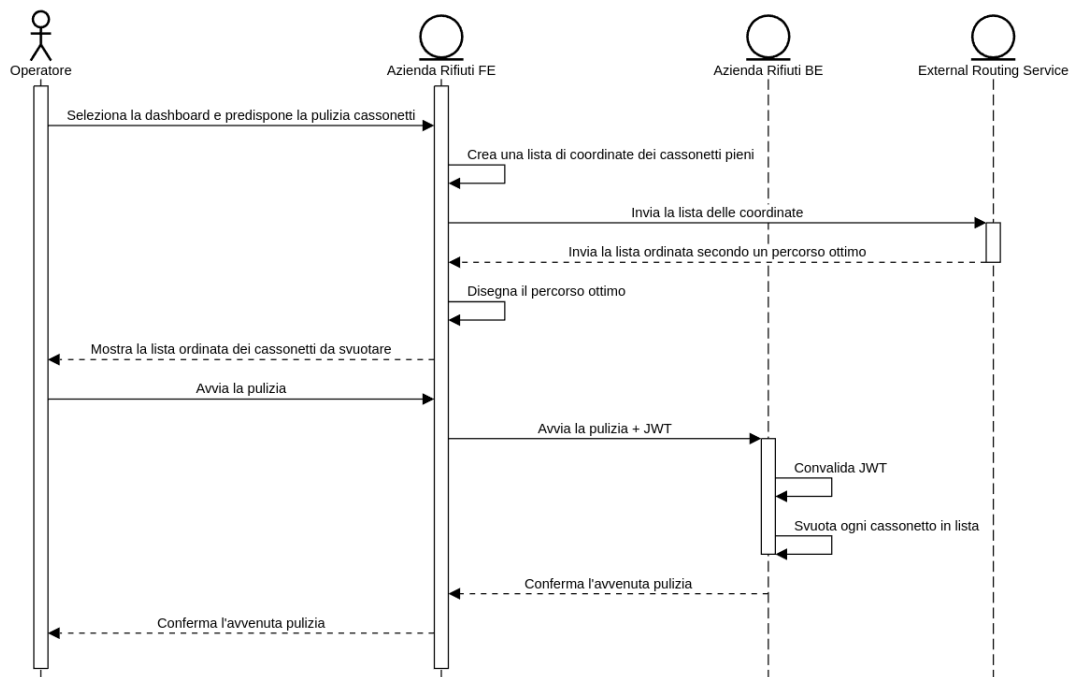 Operatore
Azienda Rifiuti FE
Azienda Rifiuti BE
External Routing Service
Seleziona la dashboard e predispone la pulizia cassonetti
Crea una lista di coordinate dei cassonetti pieni
Invia la lista delle coordinate
Invia la lista ordinata secondo un percorso ottimo
Disegna il percorso ottimo
Mostra la lista ordinata dei cassonetti da svuotare
Avvia la pulizia
Avvia la pulizia + JWT
Convalida JWT
Svuota ogni cassonetto in lista
Conferma l'avvenuta pulizia
Conferma l'avvenuta pulizia